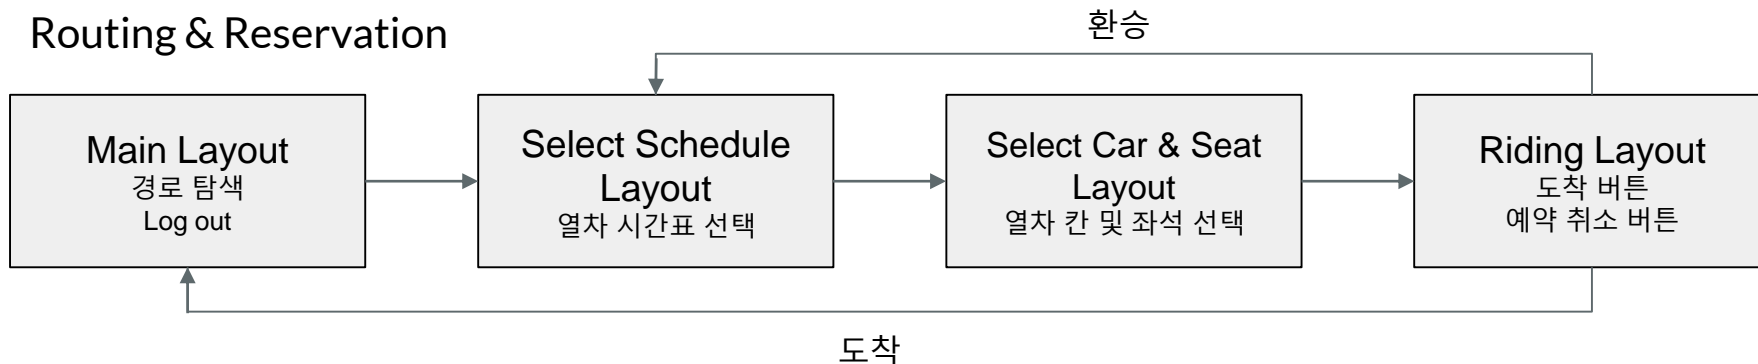 Routing & Reservation
환승
Main Layout
경로 탐색
Log out
Select Schedule
Layout
열차 시간표 선택
Select Car & Seat
Layout
열차 칸 및 좌석 선택
Riding Layout
도착 버튼
예약 취소 버튼
도착